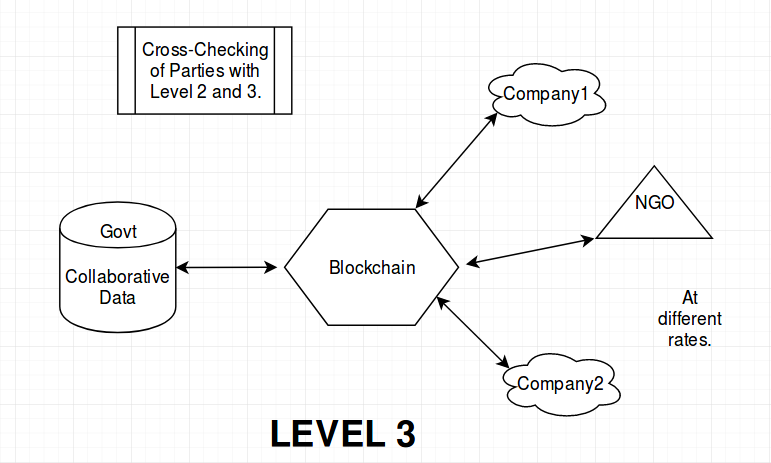 Cross-Checking
of Parties with
Level 2 and 3.
Company1
NGO
Govt
Collaborative
Data
Blockchain
At
different
rates.
Company2
LEVEL 3